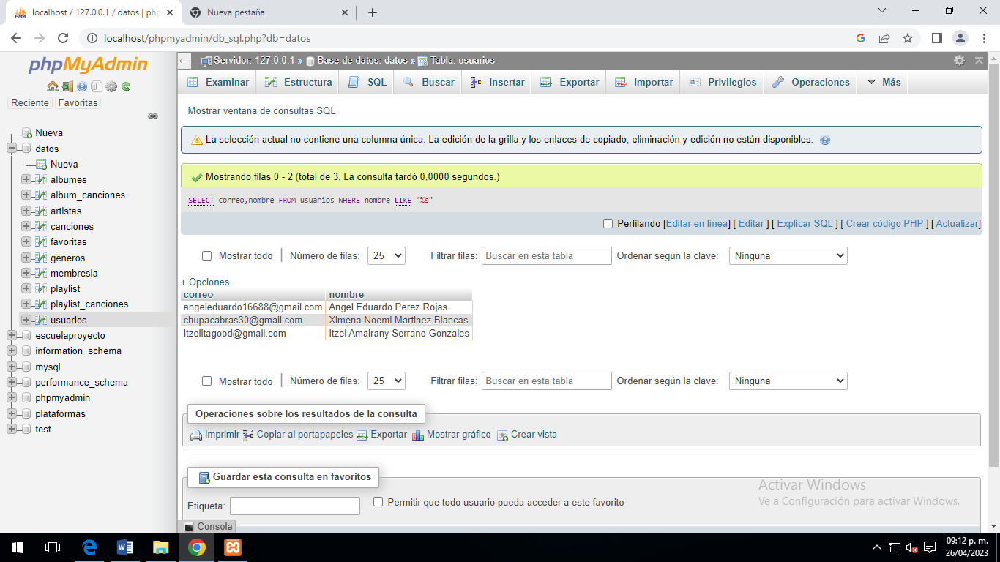 localhost / 127.0.0.1 / datos | php
Nueva pestaña
localhost/phpmyadmin/db_sql.php?db=datos
phpMyAdmin
Reciente Favoritas
Nueva
datos
Nueva
albumes
album_canciones
artistas
canciones
favoritas
generos
membresia
playlist
playlist_canciones
usuarios
escuelaproyecto
information_schema
mysql
performance_schema
phpmyadmin
plataformas
test
Servidor: 127.0.0.1 » Base de datos: datos » Tabla: usuarios
Examinar Estructura SQL Buscar Insertar Exportar Importar Privilegios Operaciones Más
Mostrar ventana de consultas SQL
La selección actual no contiene una columna única. La edición de la grilla y los enlaces de copiado, eliminación y edición no están disponibles.
Mostrando filas 0 - 2 (total de 3, La consulta tardó 0,0000 segundos.)
SELECT correo,nombre FROM usuarios WHERE nombre LIKE "%s"
Perfilando [Editar en línea] [ Editar ] [ Explicar SQL ] [ Crear código PHP ] [ Actualizar]
Mostrar todo | Número de filas: 25 Filtrar filas: Buscar en esta tabla Ordenar según la clave: Ninguna
+ Opciones
correo nombre
angeleduardo16688@gmail.com Angel Eduardo Perez Rojas
chupacabras30@gmail.com Ximena Noemi Martinez Blancas
Itzelitagood@gmail.com Itzel Amairany Serrano Gonzales
Mostrar todo | Número de filas: 25 Filtrar filas: Buscar en esta tabla Ordenar según la clave: Ninguna
Operaciones sobre los resultados de la consulta
Imprimir Copiar al portapapeles Exportar Mostrar gráfico Crear vista
Guardar esta consulta en favoritos
Etiqueta: Permitir que todo usuario pueda acceder a este favorito
Consola
Activar Windows
Ve a Configuración para activar Windows.
09:12 p. m.
26/04/2023